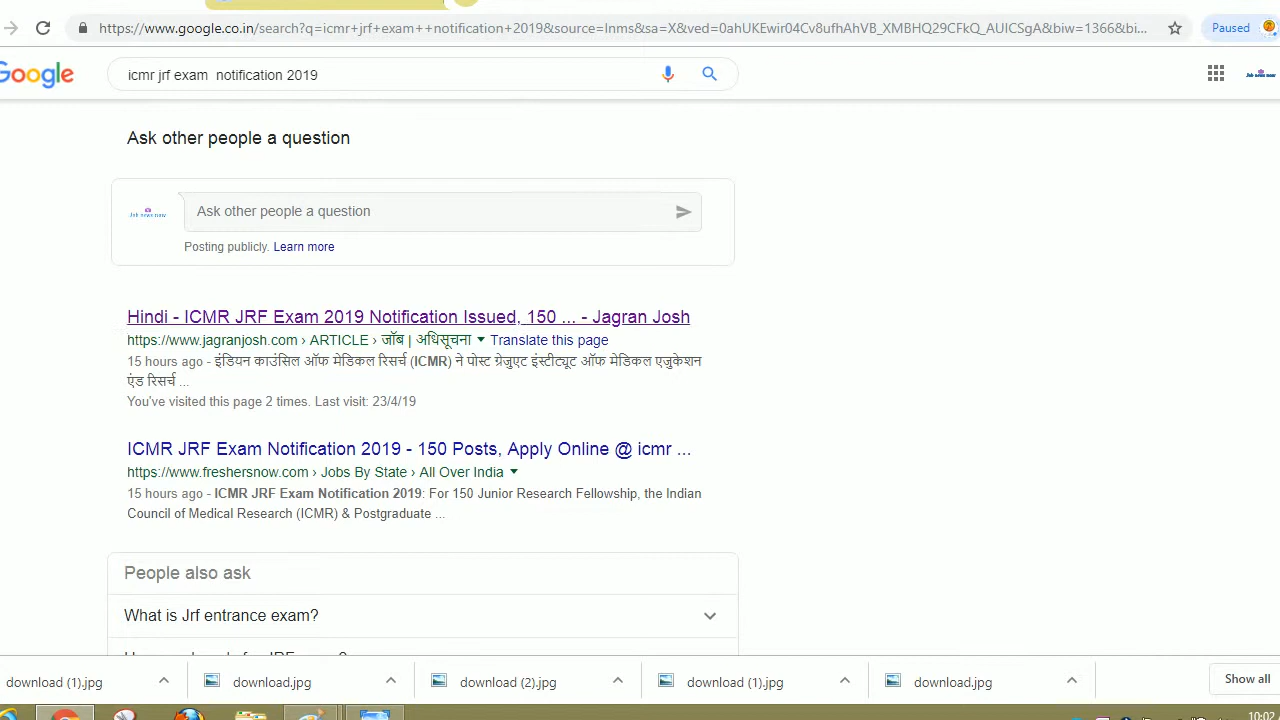 https://www.google.co.in/search?q=icmr+jrf+exam++notification+2019&source=lnms&sa=X&ved=0ahUKEwir04Cv8ufhAhVB_XMBHQ29CFkQ_AUICSgA&biw=1366&bi...
Paused
Google
icmr jrf exam  notification 2019
Job news now
Ask other people a question
Job news now
Ask other people a question
Posting publicly. Learn more
Hindi - ICMR JRF Exam 2019 Notification Issued, 150 ... - Jagran Josh
https://www.jagranjosh.com › ARTICLE › जॉब | अधिसूचना Translate this page
15 hours ago - इंडियन काउंसिल ऑफ मेडिकल रिसर्च (ICMR) ने पोस्ट ग्रेजुएट इंस्टीट्यूट ऑफ मेडिकल एजुकेशन
एंड रिसर्च ...
You've visited this page 2 times. Last visit: 23/4/19
ICMR JRF Exam Notification 2019 - 150 Posts, Apply Online @ icmr ...
https://www.freshersnow.com › Jobs By State › All Over India
15 hours ago - ICMR JRF Exam Notification 2019: For 150 Junior Research Fellowship, the Indian
Council of Medical Research (ICMR) & Postgraduate ...
People also ask
What is Jrf entrance exam?
download (1).jpg
download.jpg
download (2).jpg
download (1).jpg
download.jpg
Show all
10:02